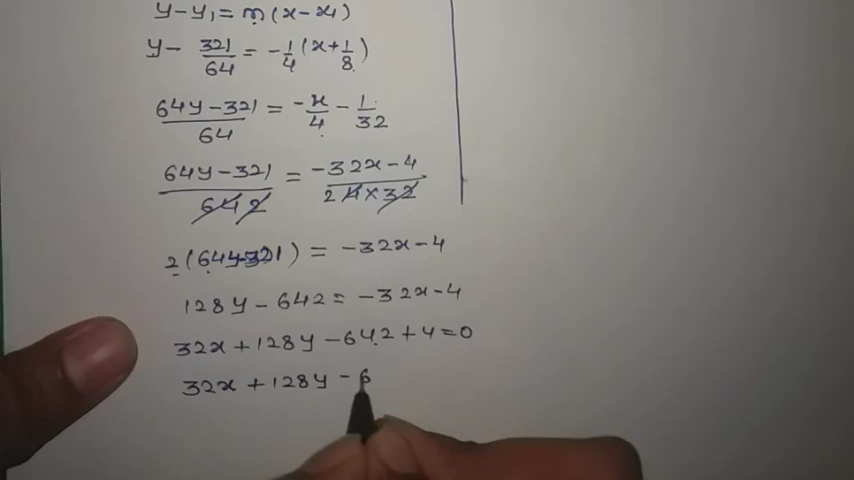 y-y₁ = m(x-x₁)
y- 321/64 = -1/4(x+1/8)
64y-321/64 = -x/4 - 1/32
64y-321/64 2 = -32x-4/2 4×32
2(64y-321) = -32x-4
128y-642 = -32x-4
32x+128y-642+4=0
32x+128y-6